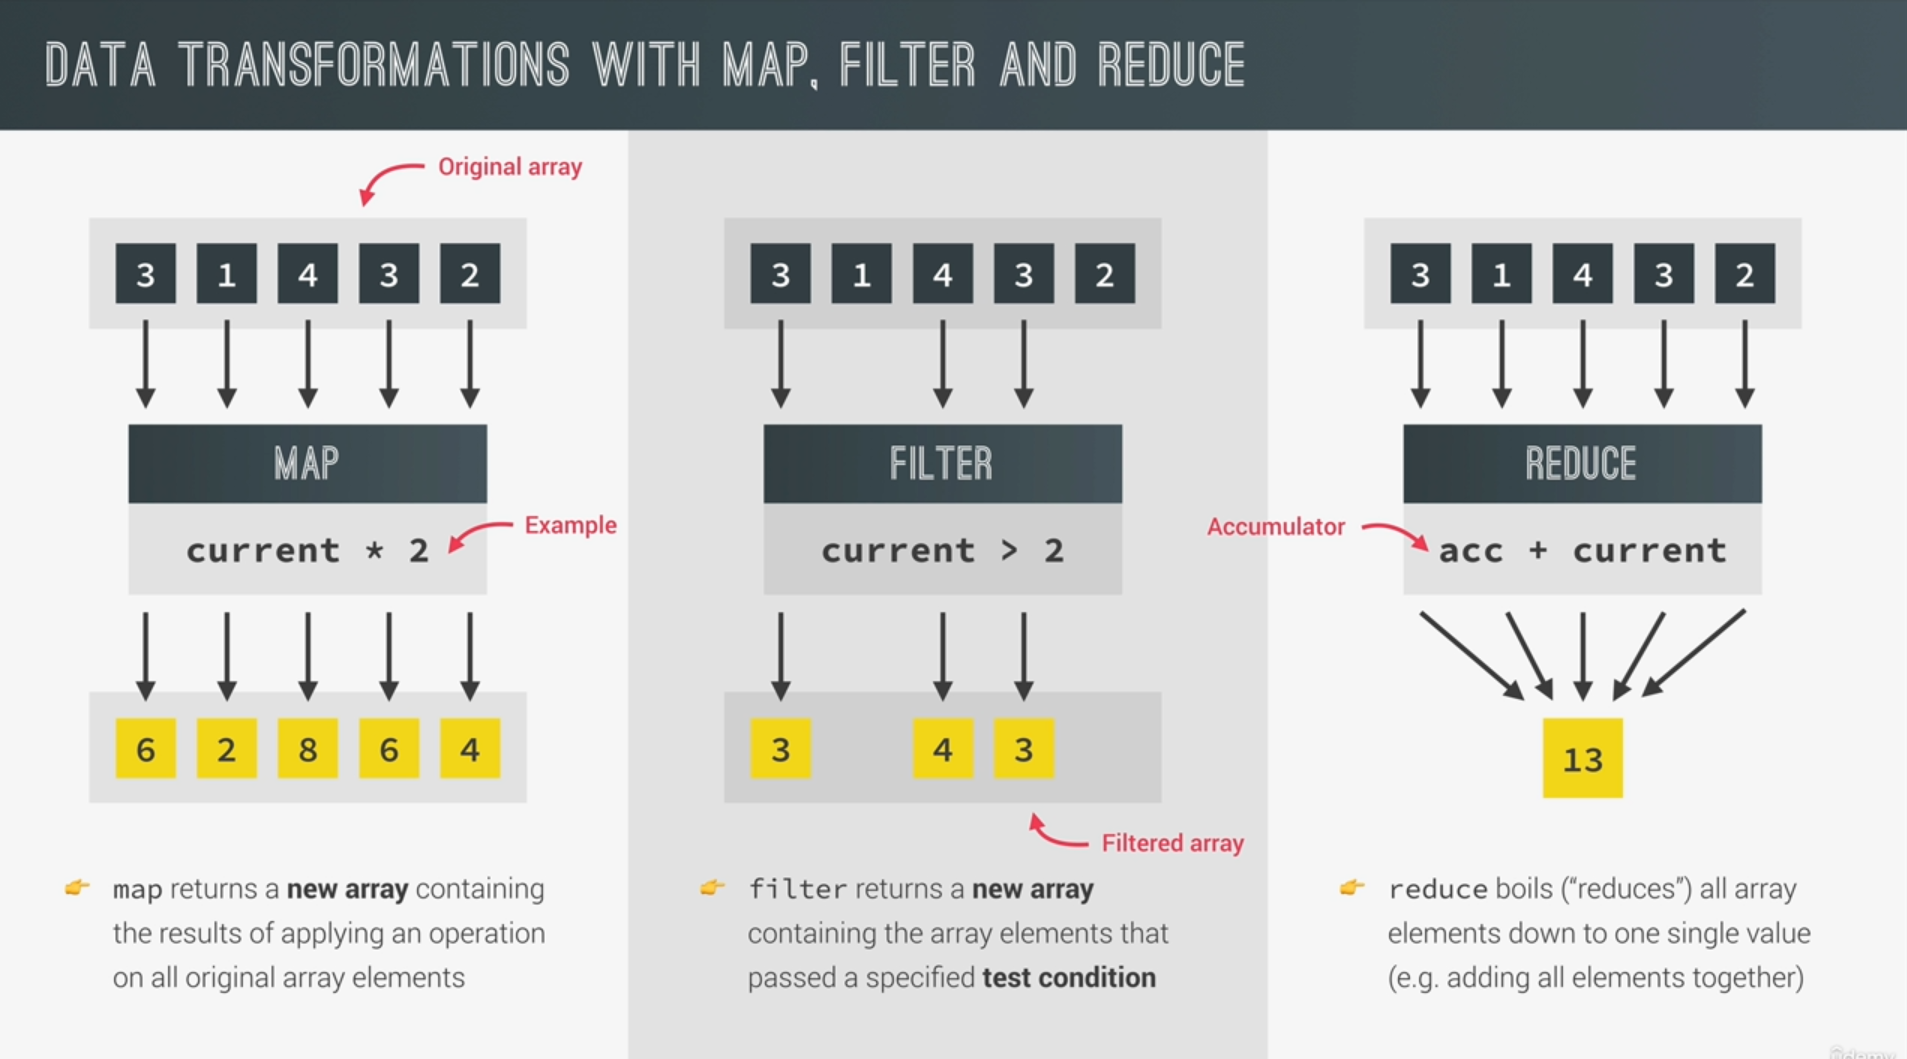 DATA TRANSFORMATIONS WITH MAP, FILTER AND REDUCE
Original array
3 1 4 3 2
MAP
current * 2
Example
6 2 8 6 4
👉 map returns a new array containing
the results of applying an operation
on all original array elements
3 1 4 3 2
FILTER
current > 2
3 4 3
Filtered array
👉 filter returns a new array
containing the array elements that
passed a specified test condition
3 1 4 3 2
REDUCE
Accumulator
acc + current
13
👉 reduce boils (“reduces”) all array
elements down to one single value
(e.g. adding all elements together)
ûdemy